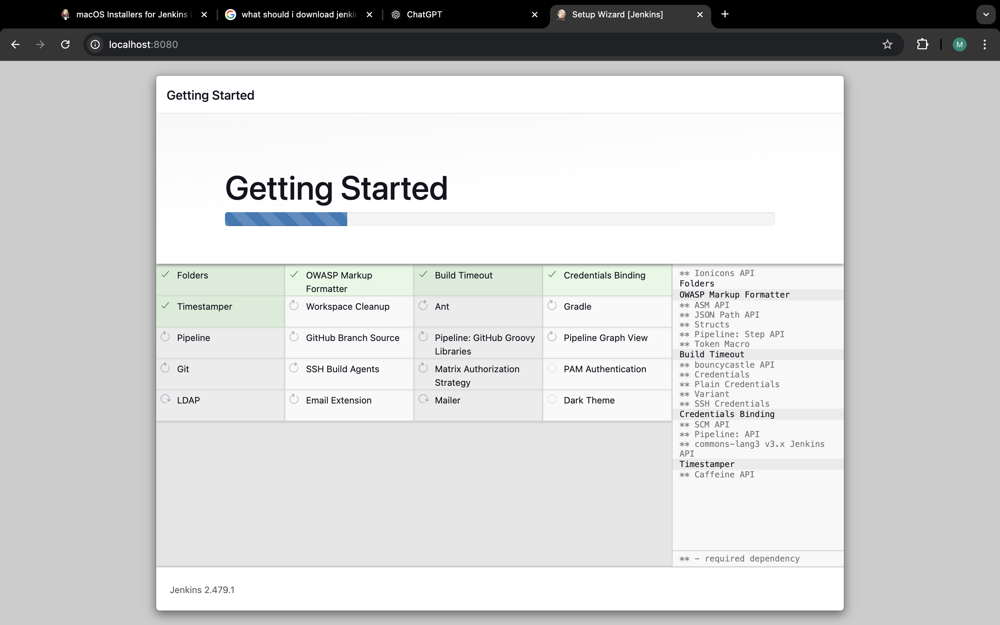 macOS Installers for Jenkins
what should i download jenkin
ChatGPT
Setup Wizard [Jenkins]
localhost:8080
M
Getting Started
Getting Started
Folders
OWASP Markup
Formatter
Build Timeout
Credentials Binding
Timestamper
Workspace Cleanup
Ant
Gradle
Pipeline
GitHub Branch Source
Pipeline: GitHub Groovy
Libraries
Pipeline Graph View
Git
SSH Build Agents
Matrix Authorization
Strategy
PAM Authentication
LDAP
Email Extension
Mailer
Dark Theme
** Ionicons API
Folders
OWASP Markup Formatter
** ASM API
** JSON Path API
** Structs
** Pipeline: Step API
** Token Macro
Build Timeout
** bouncycastle API
** Credentials
** Plain Credentials
** Variant
** SSH Credentials
Credentials Binding
** SCM API
** Pipeline: API
** commons-lang3 v3.x Jenkins
API
Timestamper
** Caffeine API
** - required dependency
Jenkins 2.479.1